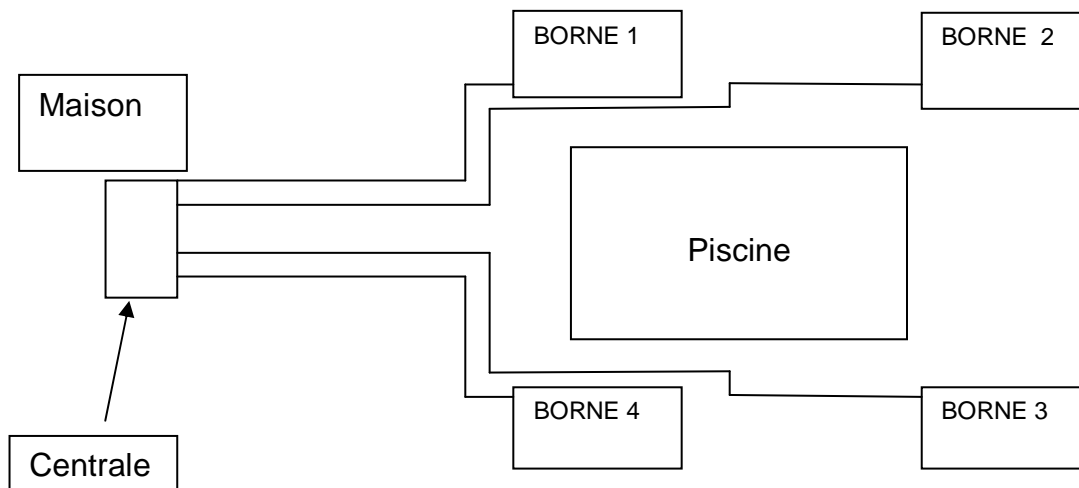 BORNE 1
BORNE 2
Maison
Piscine
BORNE 4
BORNE 3
Centrale